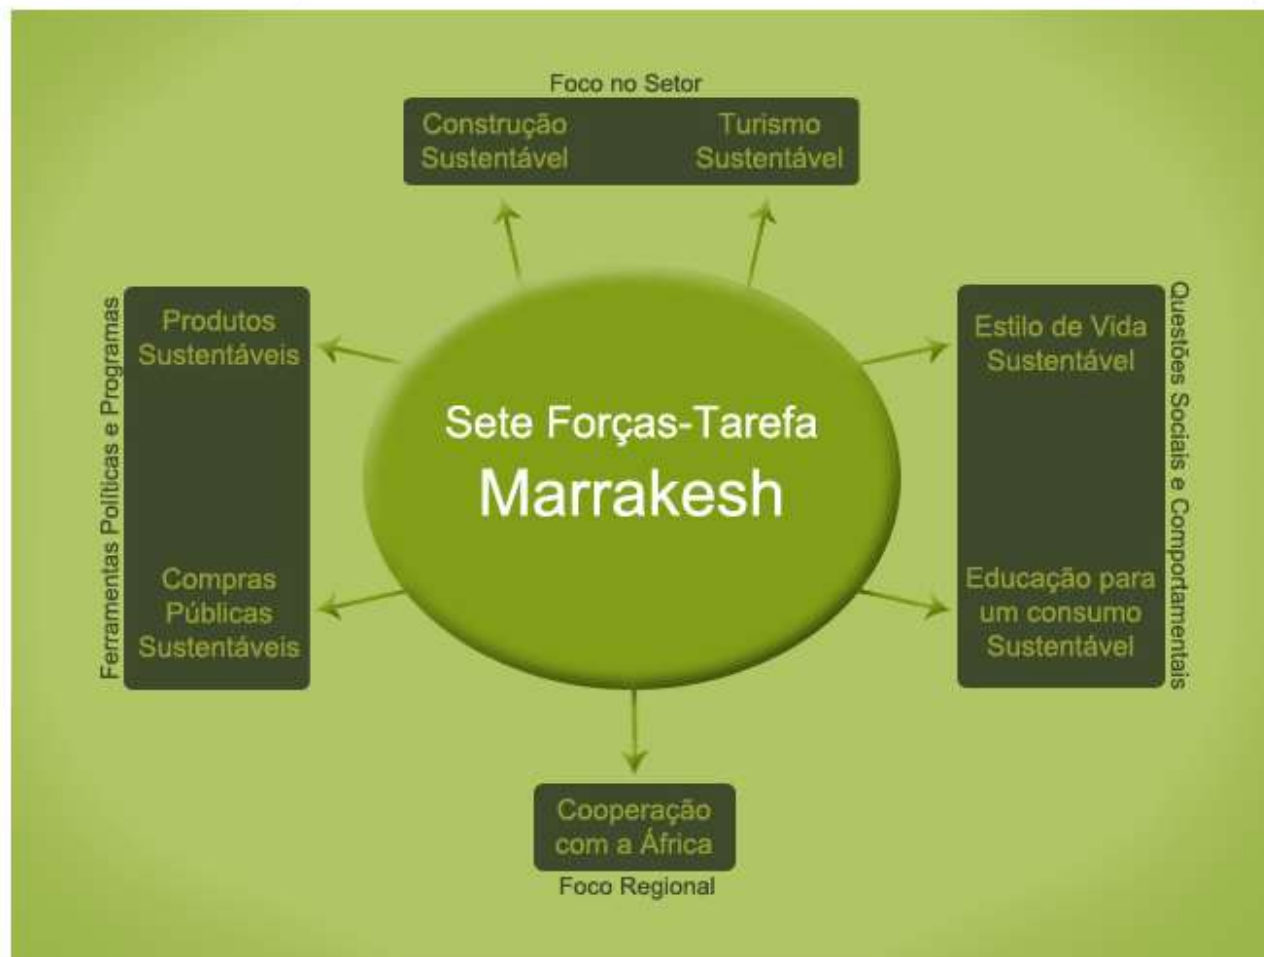 Foco no Setor
Construção
Sustentável
Turismo
Sustentável
Ferramentas Políticas e Programas
Produtos
Sustentáveis
Compras
Públicas
Sustentáveis
Sete Forças-Tarefa
Marrakesh
Estilo de Vida
Sustentável
Educação para
um consumo
Sustentável
Questões Sociais e Comportamentais
Cooperação
com a África
Foco Regional